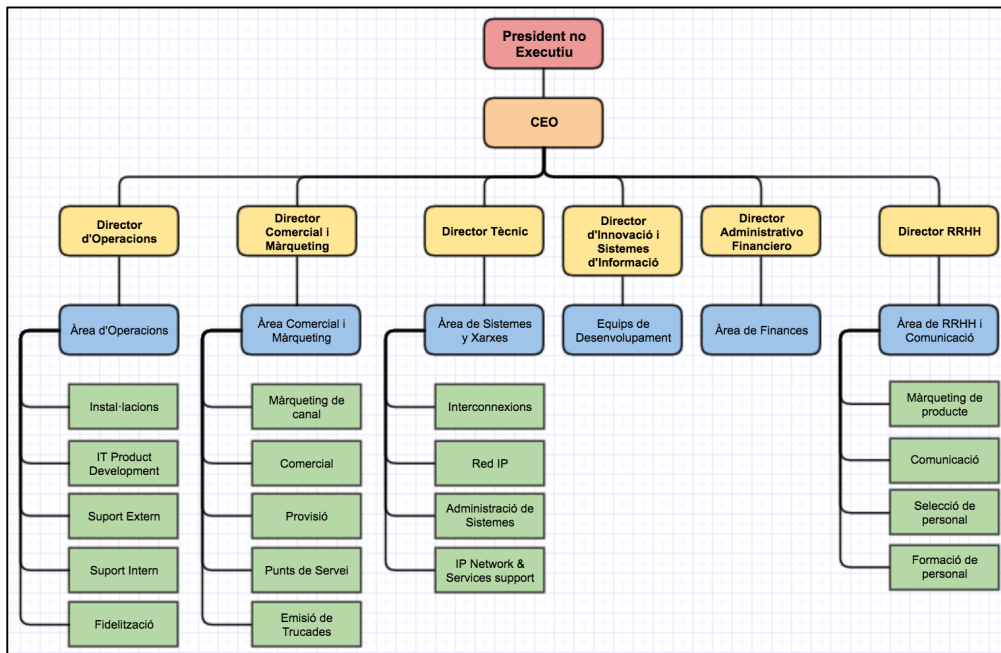 President no
Executiu
CEO
Director
d'Operacions
Director
Comercial i
Màrqueting
Director Tècnic
Director
d'Innovació i
Sistemes
d'Informació
Director
Administrativo
Financiero
Director RRHH
Àrea d'Operacions
Àrea Comercial i
Màrqueting
Àrea de Sistemes
y Xarxes
Equips de
Desenvolupament
Àrea de Finances
Àrea de RRHH i
Comunicació
Instal·lacions
IT Product
Development
Suport Extern
Suport Intern
Fidelització
Màrqueting de
canal
Comercial
Provisió
Punts de Servei
Emisió de
Trucades
Interconnexions
Red IP
Administració de
Sistemes
IP Network &
Services support
Màrqueting de
producte
Comunicació
Selecció de
personal
Formació de
personal